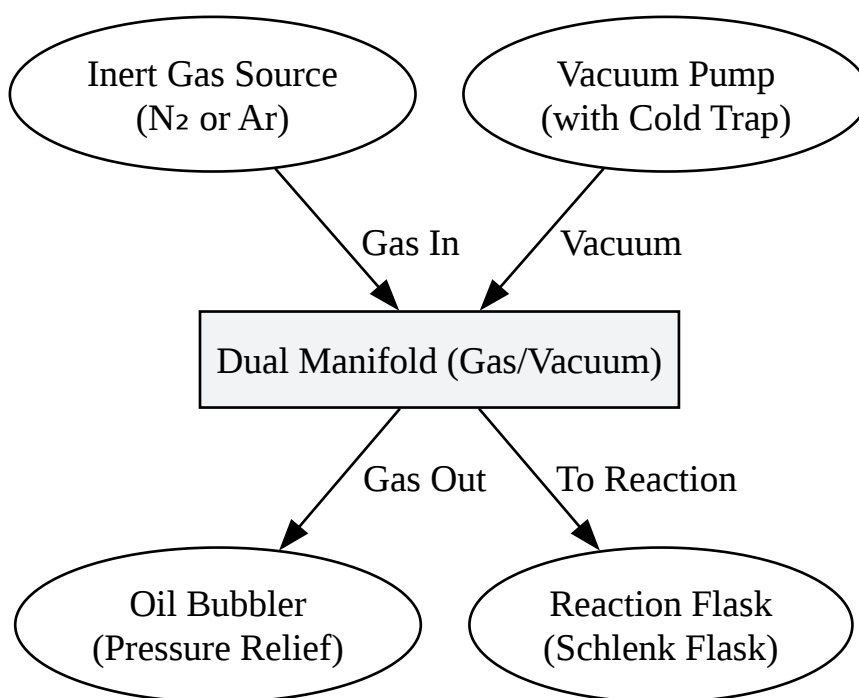 Inert Gas Source
(N₂ or Ar)
Vacuum Pump
(with Cold Trap)
Gas In
Vacuum
Dual Manifold (Gas/Vacuum)
Gas Out
To Reaction
Oil Bubbler
(Pressure Relief)
Reaction Flask
(Schlenk Flask)